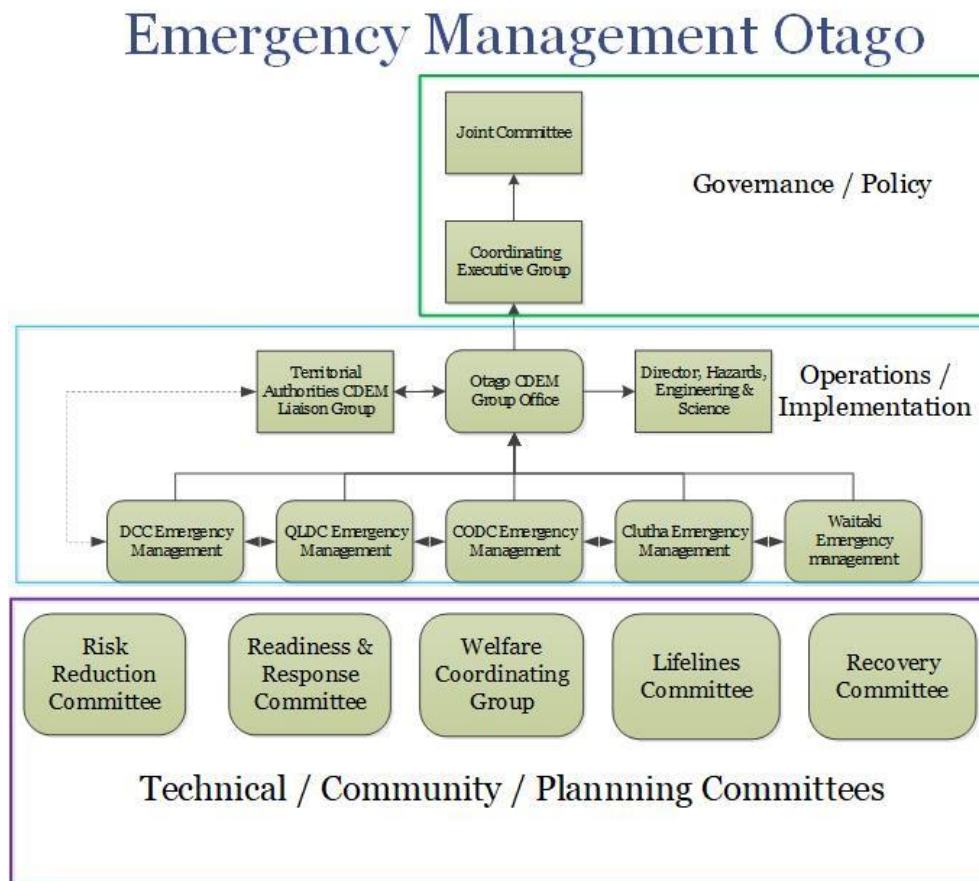 Emergency Management Otago
Joint Committee
Governance / Policy
Coordinating
Executive Group
Territorial
Authorities CDEM
Liaison Group
Otago CDEM
Group Office
Director, Hazards,
Engineering &
Science
Operations /
Implementation
DCC Emergency
Management
QLDC Emergency
Management
CODC Emergency
Management
Clutha Emergency
Management
Waitaki
Emergency
management
Risk
Reduction
Committee
Readiness &
Response
Committee
Welfare
Coordinating
Group
Lifelines
Committee
Recovery
Committee
Technical / Community / Plannning Committees